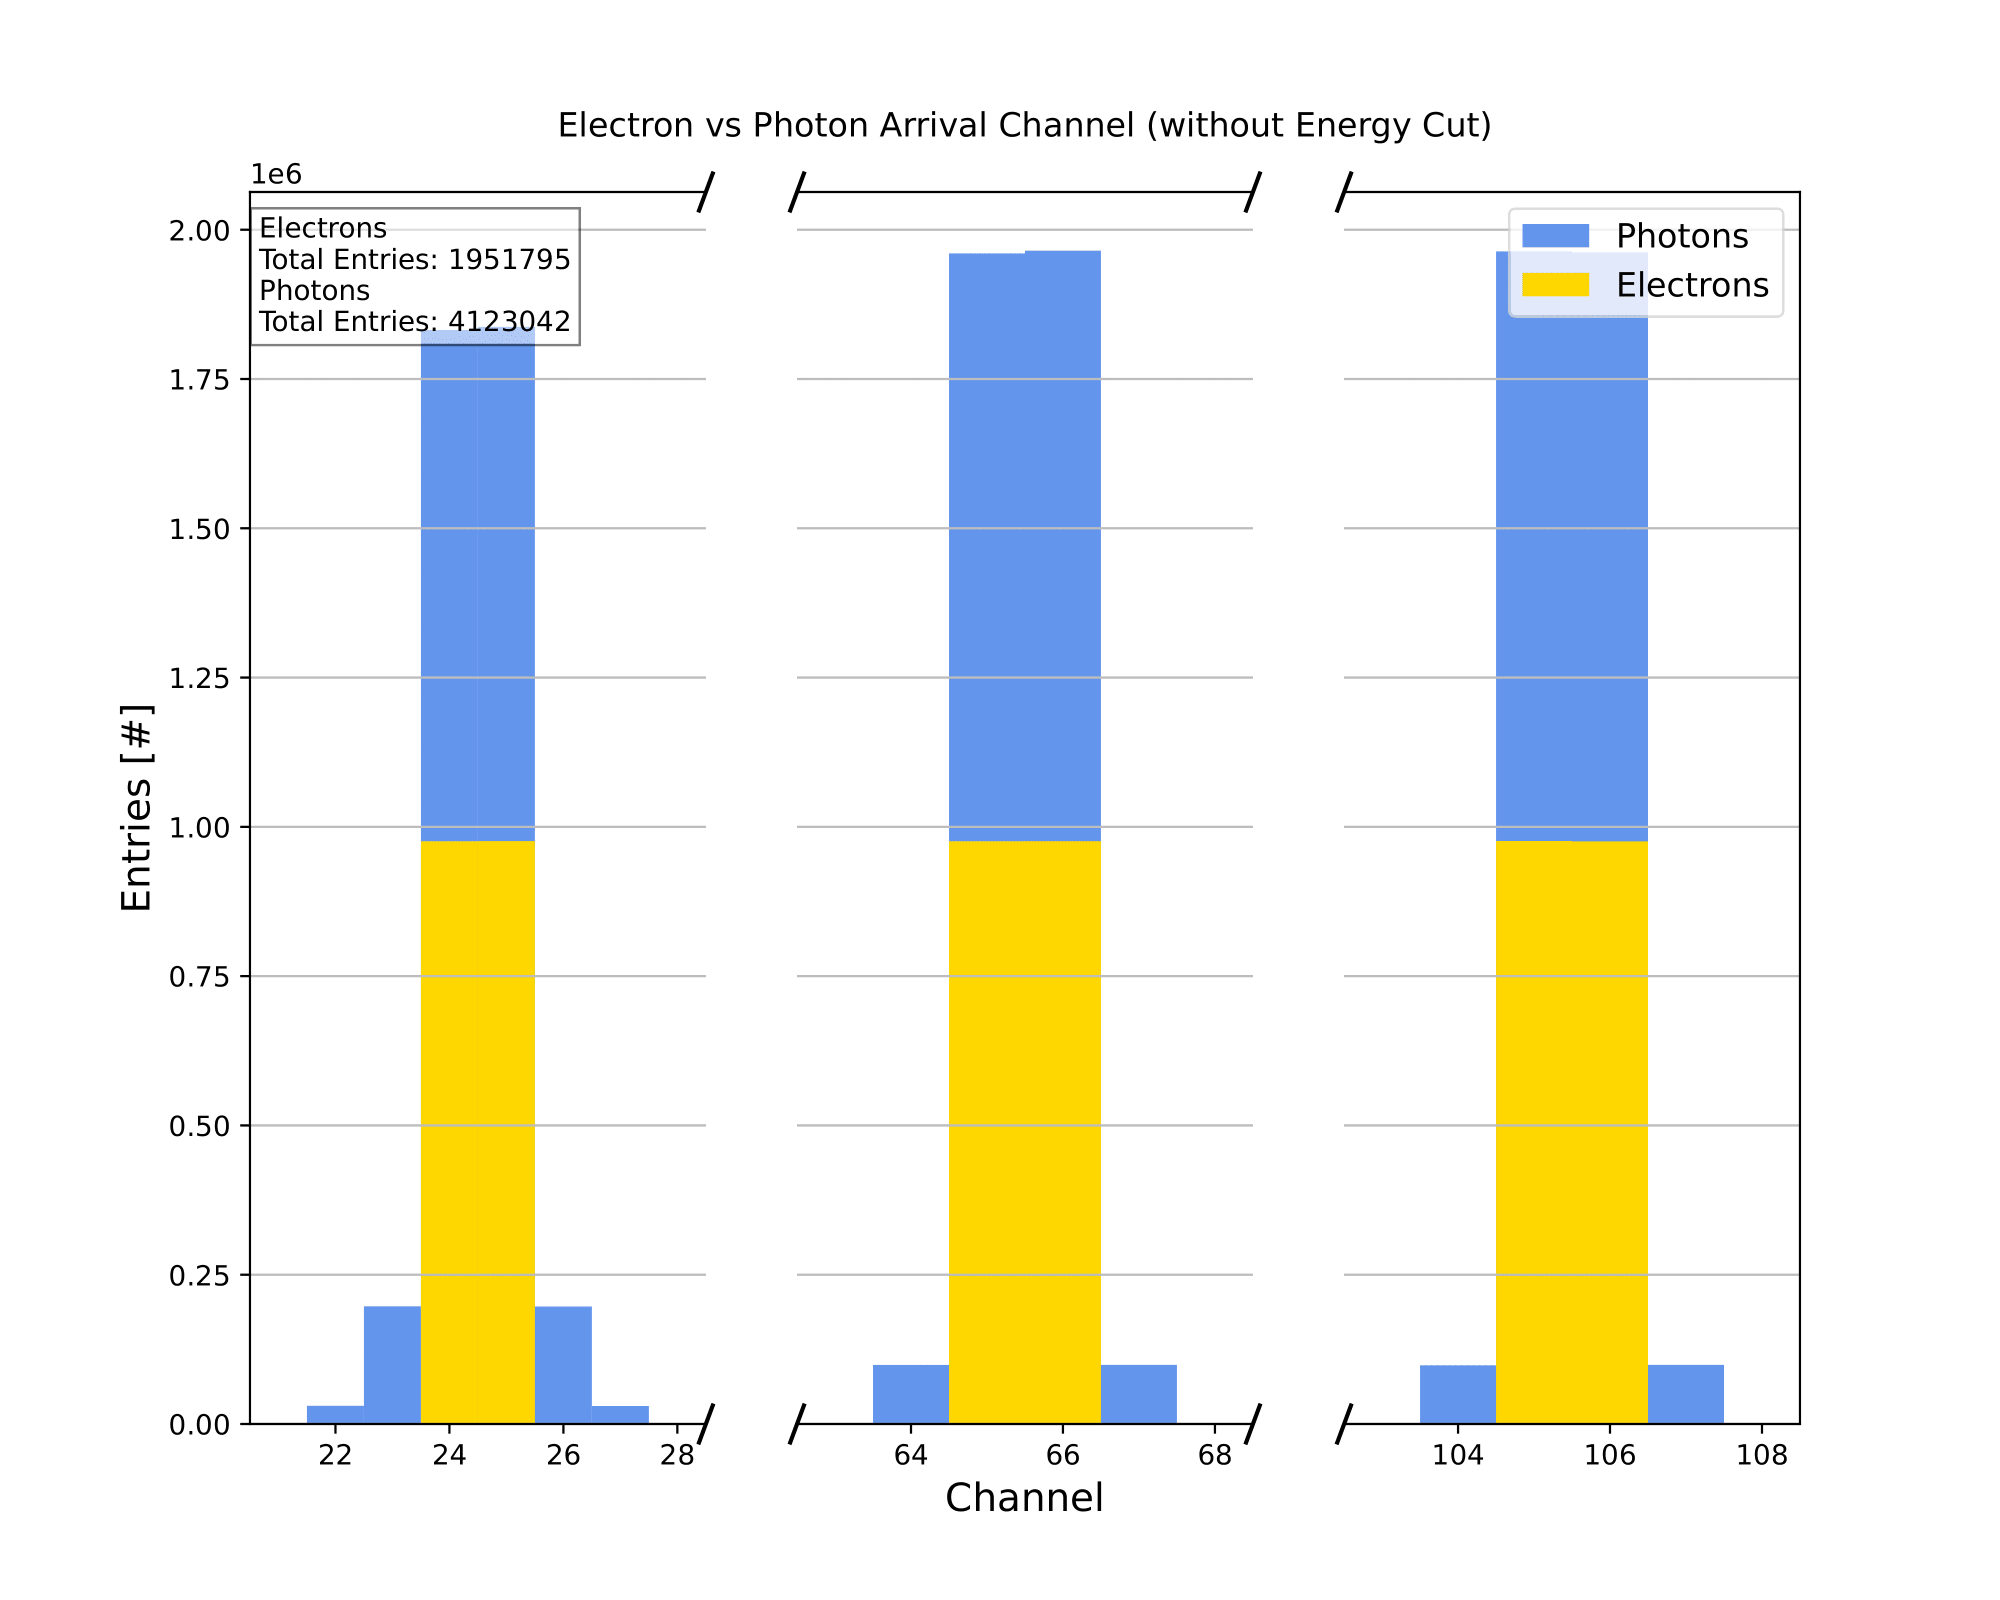 Electron vs Photon Arrival Channel (without Energy Cut)
1e6
Electrons
Total Entries: 1951795
Photons
Total Entries: 4123042
Photons
Electrons
2.00
1.75
1.50
1.25
1.00
0.75
0.50
0.25
0.00
Entries [#]
22 24 26 28 64 66 68 104 106 108
Channel